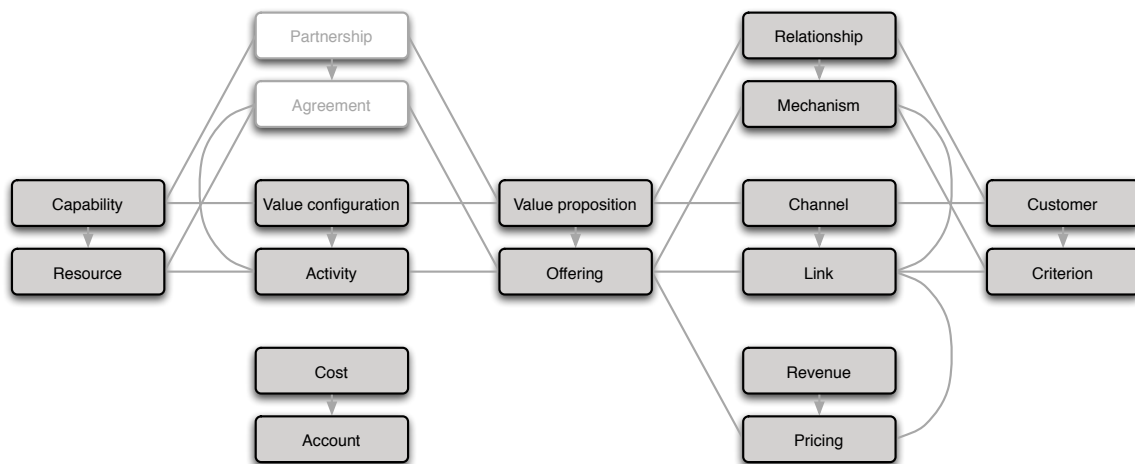 Partnership
Relationship
Agreement
Mechanism
Capability
Value configuration
Value proposition
Channel
Customer
Resource
Activity
Offering
Link
Criterion
Cost
Revenue
Account
Pricing